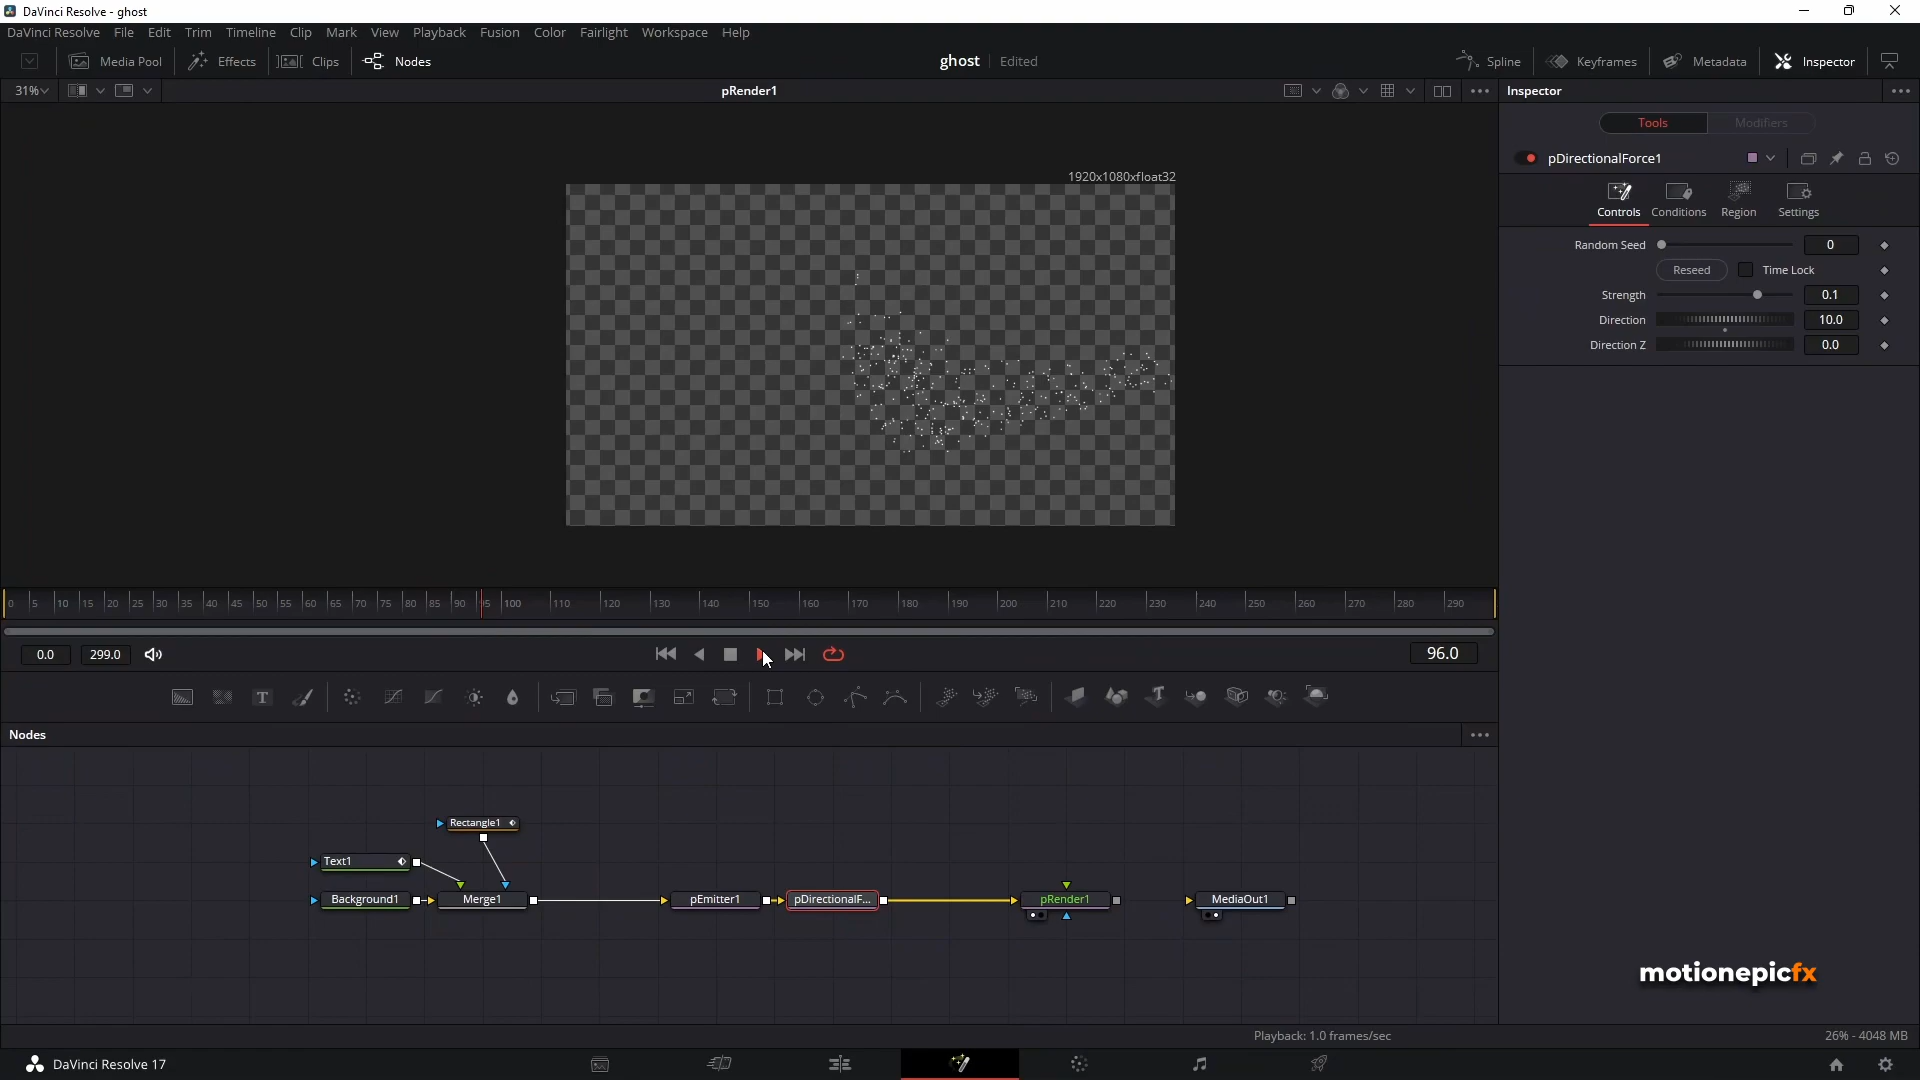 DaVinci Resolve - ghost
DaVinci Resolve File Edit Trim Timeline Clip Mark View Playback Fusion Color Fairlight Workspace Help
Media Pool Effects Clips Nodes ghost Edited Spline Keyframes Metadata Inspector
31% pRender1 Inspector
Tools Modifiers
pDirectionalForce1
1920x1080xfloat32
Controls Conditions Region Settings
Random Seed 0
Reseed Time Lock
Strength 0.1
Direction 10.0
Direction Z 0.0
0 5 10 15 20 25 30 35 40 45 50 55 60 65 70 75 80 85 90 95 100 110 120 130 140 150 160 170 180 190 200 210 220 230 240 250 260 270 280 290
0.0 299.0 96.0
Nodes
Rectangle1
Text1
Background1 Merge1 pEmitter1 pDirectionalF... pRender1 MediaOut1
motionepicfx
Playback: 1.0 frames/sec 26% - 4048 MB
DaVinci Resolve 17